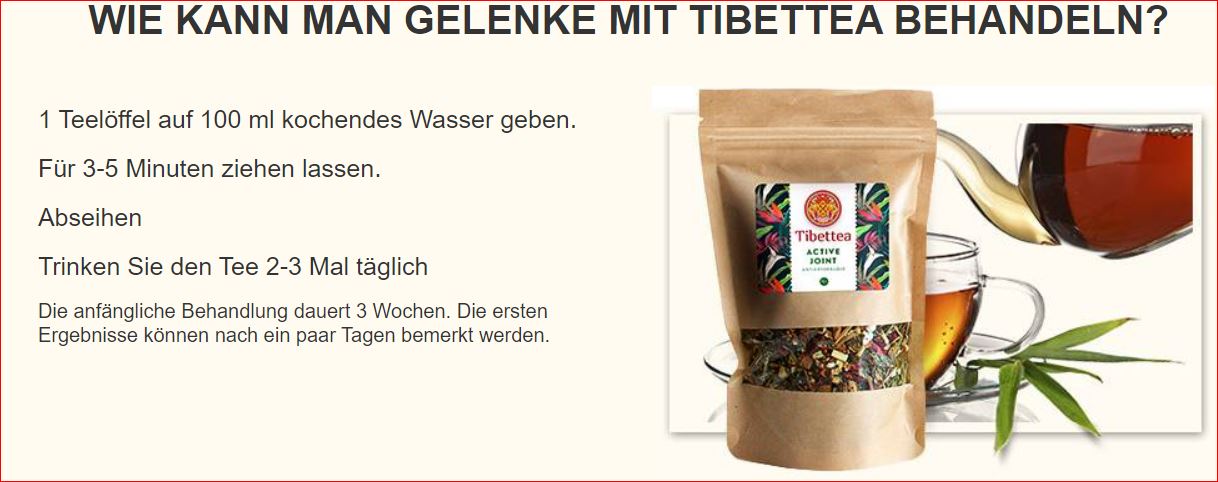 WIE KANN MAN GELENKE MIT TIBETTEA BEHANDELN?
1 Teelöffel auf 100 ml kochendes Wasser geben.
Für 3-5 Minuten ziehen lassen.
Abseihen
Trinken Sie den Tee 2-3 Mal täglich
Die anfängliche Behandlung dauert 3 Wochen. Die ersten
Ergebnisse können nach ein paar Tagen bemerkt werden.
Tibettea
ACTIVE
JOINT